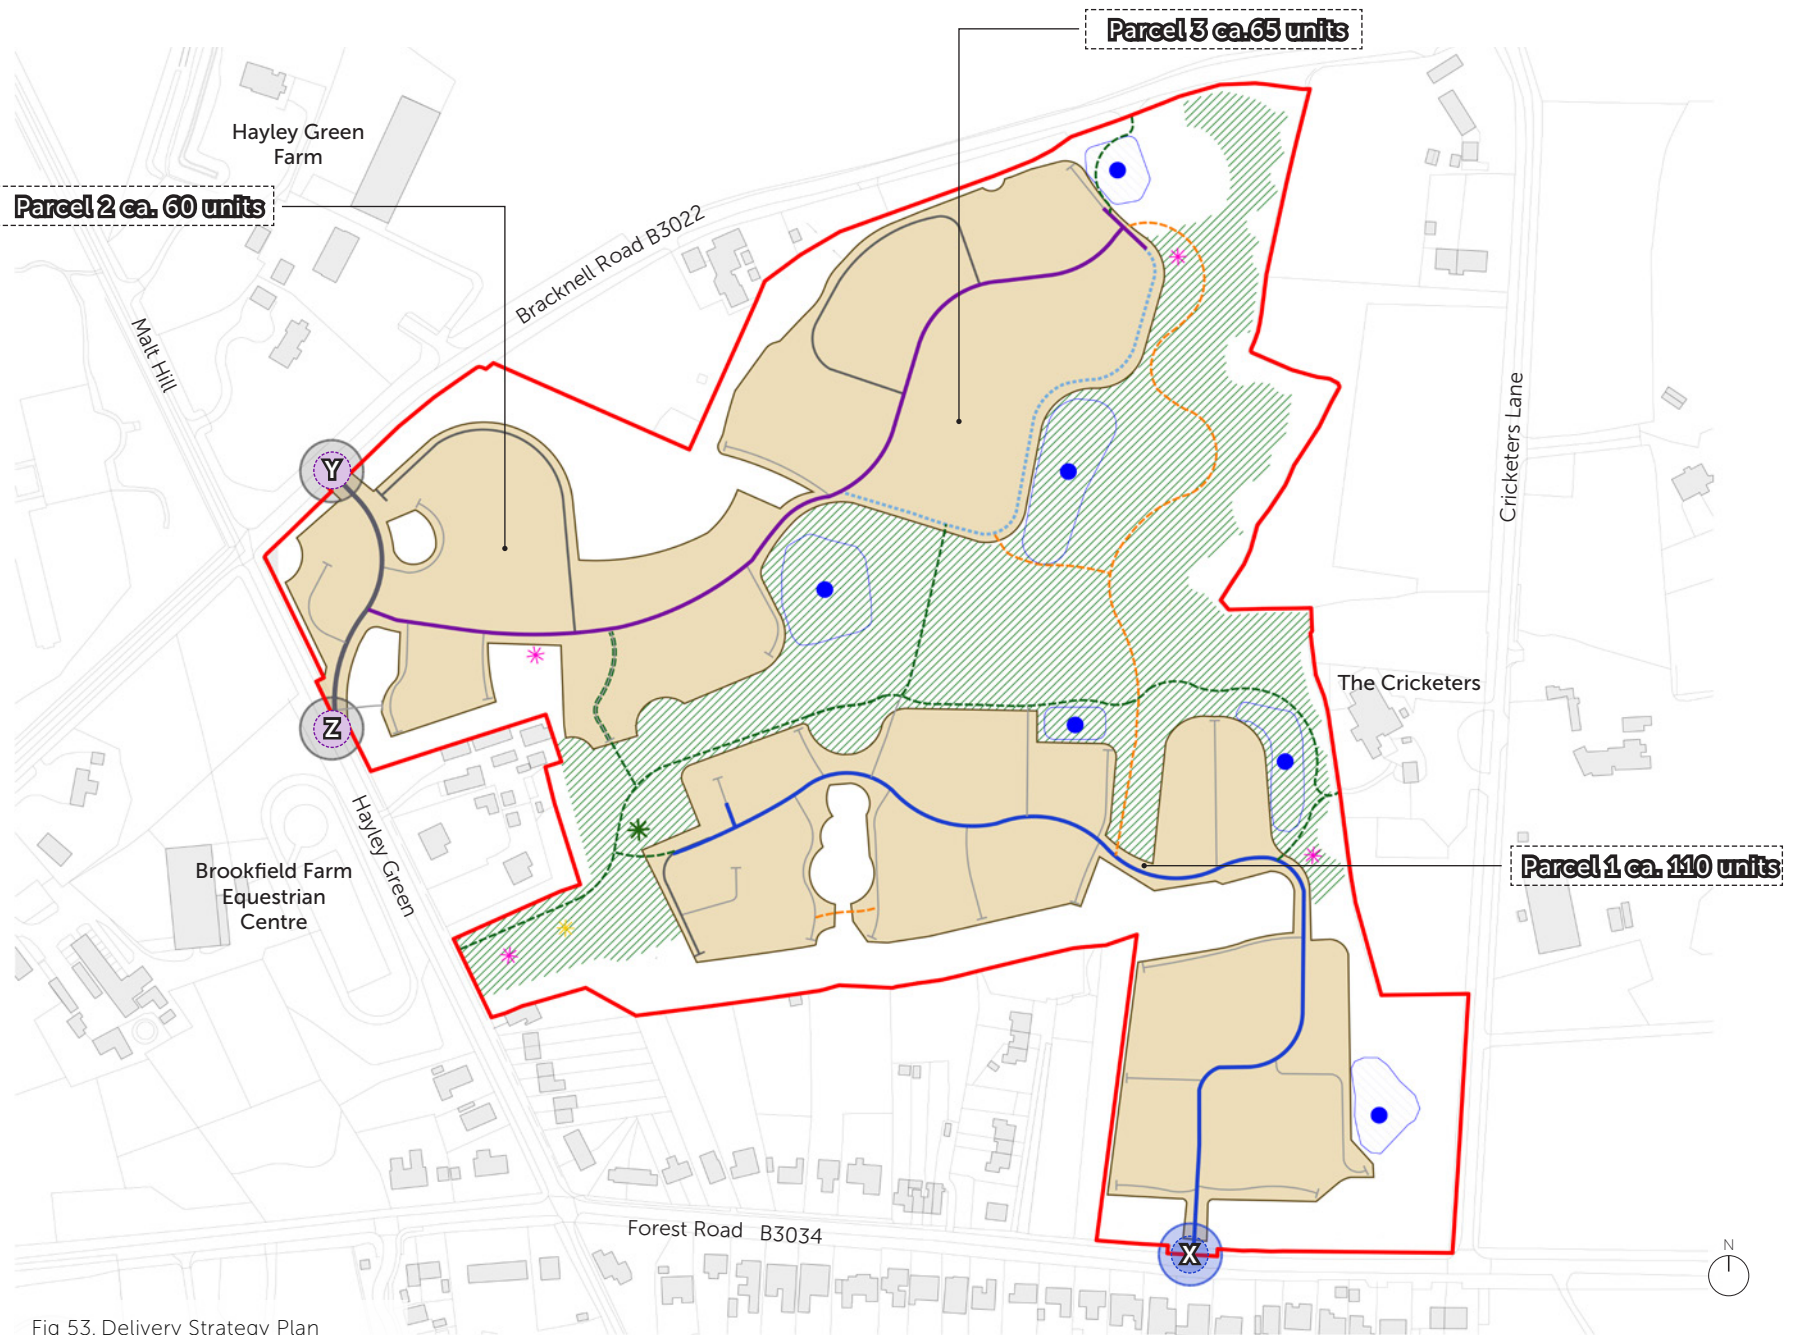 Parcel 3 ca.65 units
Hayley Green
Farm
Parcel 2 ca. 60 units
Bracknell Road B3022
Malt Hill
Cricketers Lane
Y
The Cricketers
Z
Hayley Green
Brookfield Farm
Equestrian
Centre
Parcel 1 ca. 110 units
Forest Road B3034
X
N
Fig 53. Delivery Strategy Plan